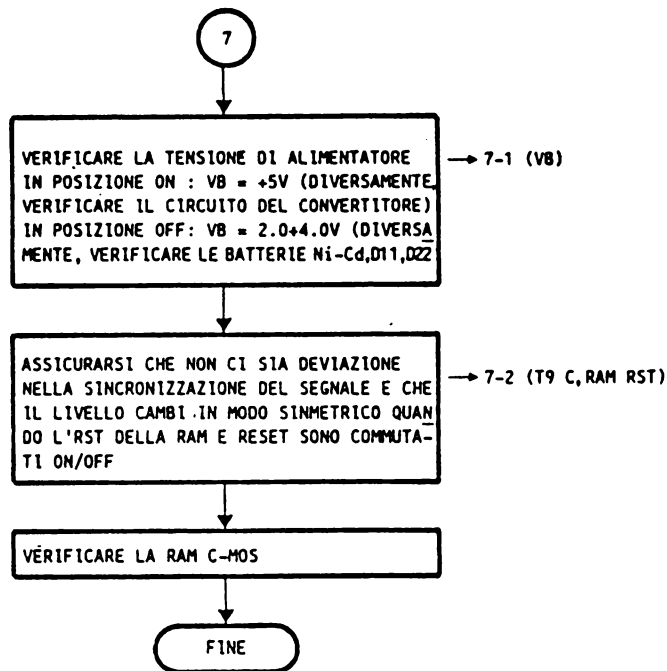 7
VERIFICARE LA TENSIONE DI ALIMENTATORE
IN POSIZIONE ON : VB = +5V (DIVERSAMENTE,
VERIFICARE IL CIRCUITO DEL CONVERTITORE)
IN POSIZIONE OFF: VB = 2.0+4.0V (DIVERSA
MENTE, VERIFICARE LE BATTERIE Ni-Cd,D11,D22
→ 7-1 (VB)
ASSICURARSI CHE NON CI SIA DEVIAZIONE
NELLA SINCRONIZZAZIONE DEL SEGNALE E CHE
IL LIVELLO CAMBI IN MODO SINMETRICO QUAN
DO L'RST DELLA RAM E RESET SONO COMMUTA-
TI ON/OFF
→ 7-2 (T9 C,RAM RST)
VERIFICARE LA RAM C-MOS
FINE